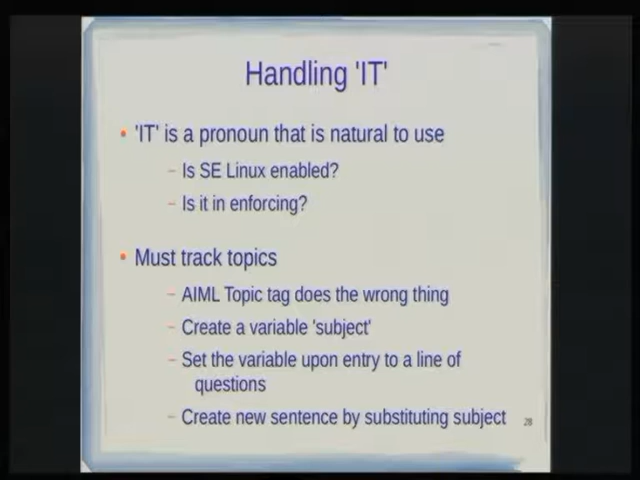 Handling 'IT'
• 'IT' is a pronoun that is natural to use
– Is SE Linux enabled?
– Is it in enforcing?
• Must track topics
– AIML Topic tag does the wrong thing
– Create a variable 'subject'
– Set the variable upon entry to a line of
questions
– Create new sentence by substituting subject
28